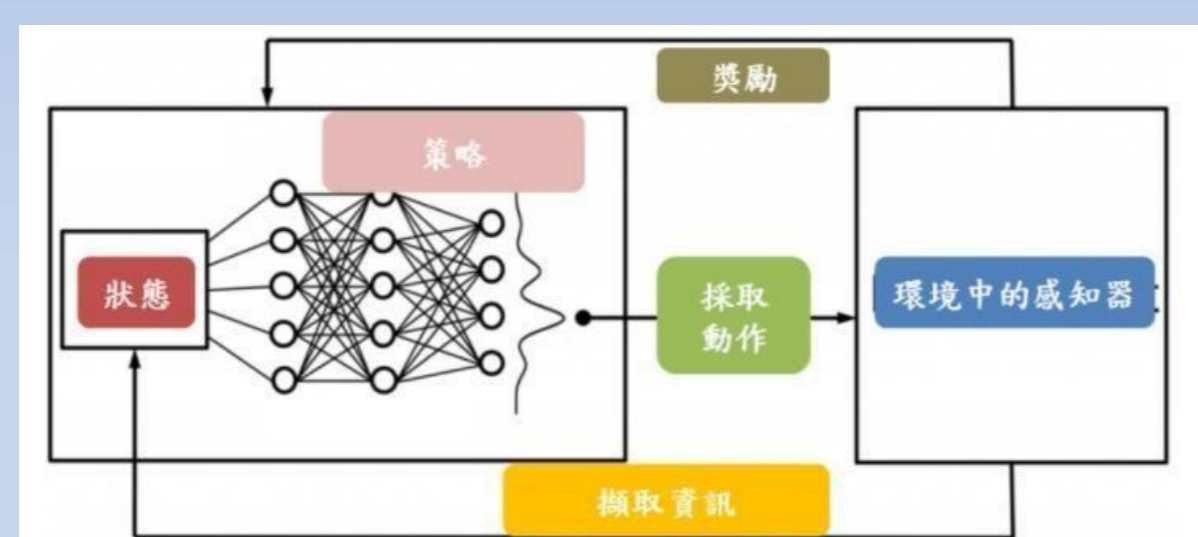 獎勵
策略
狀態
採取
動作
環境中的感知器
擷取資訊